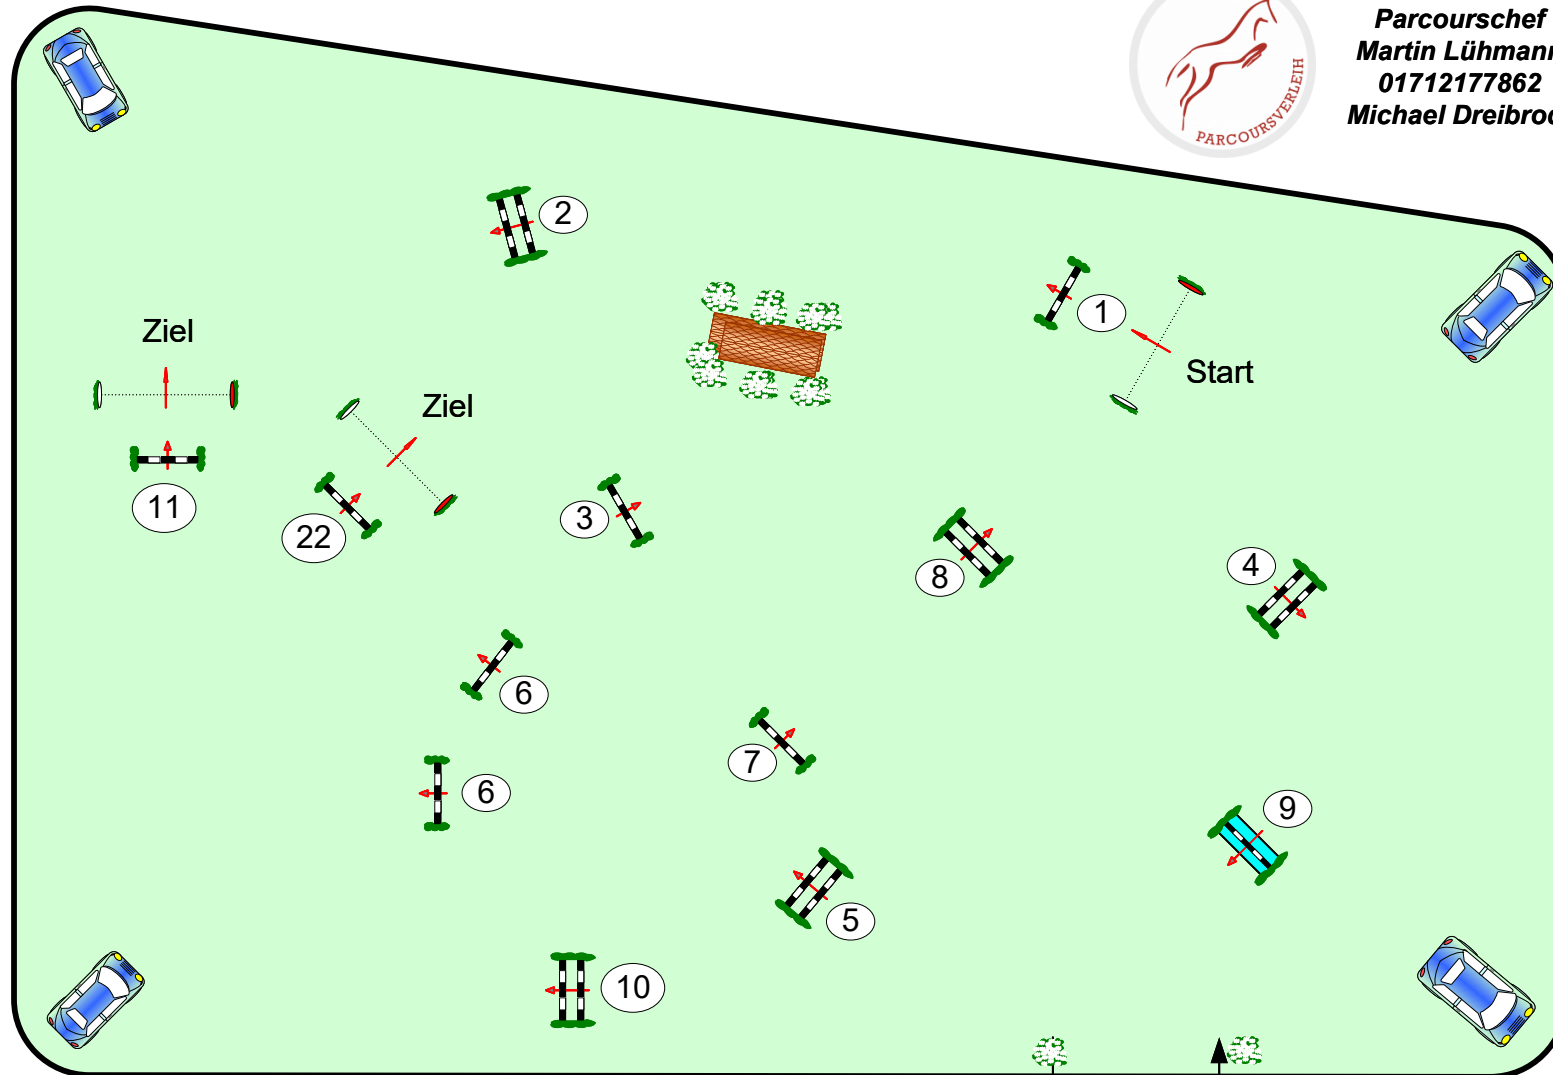 Parcourschef
Martin Lühmann
01712177862
Michael Dreibrod
PARCOURSVERLEIH
2
1
Start
Ziel
Ziel
11
22
3
8
4
6
6
7
9
5
10